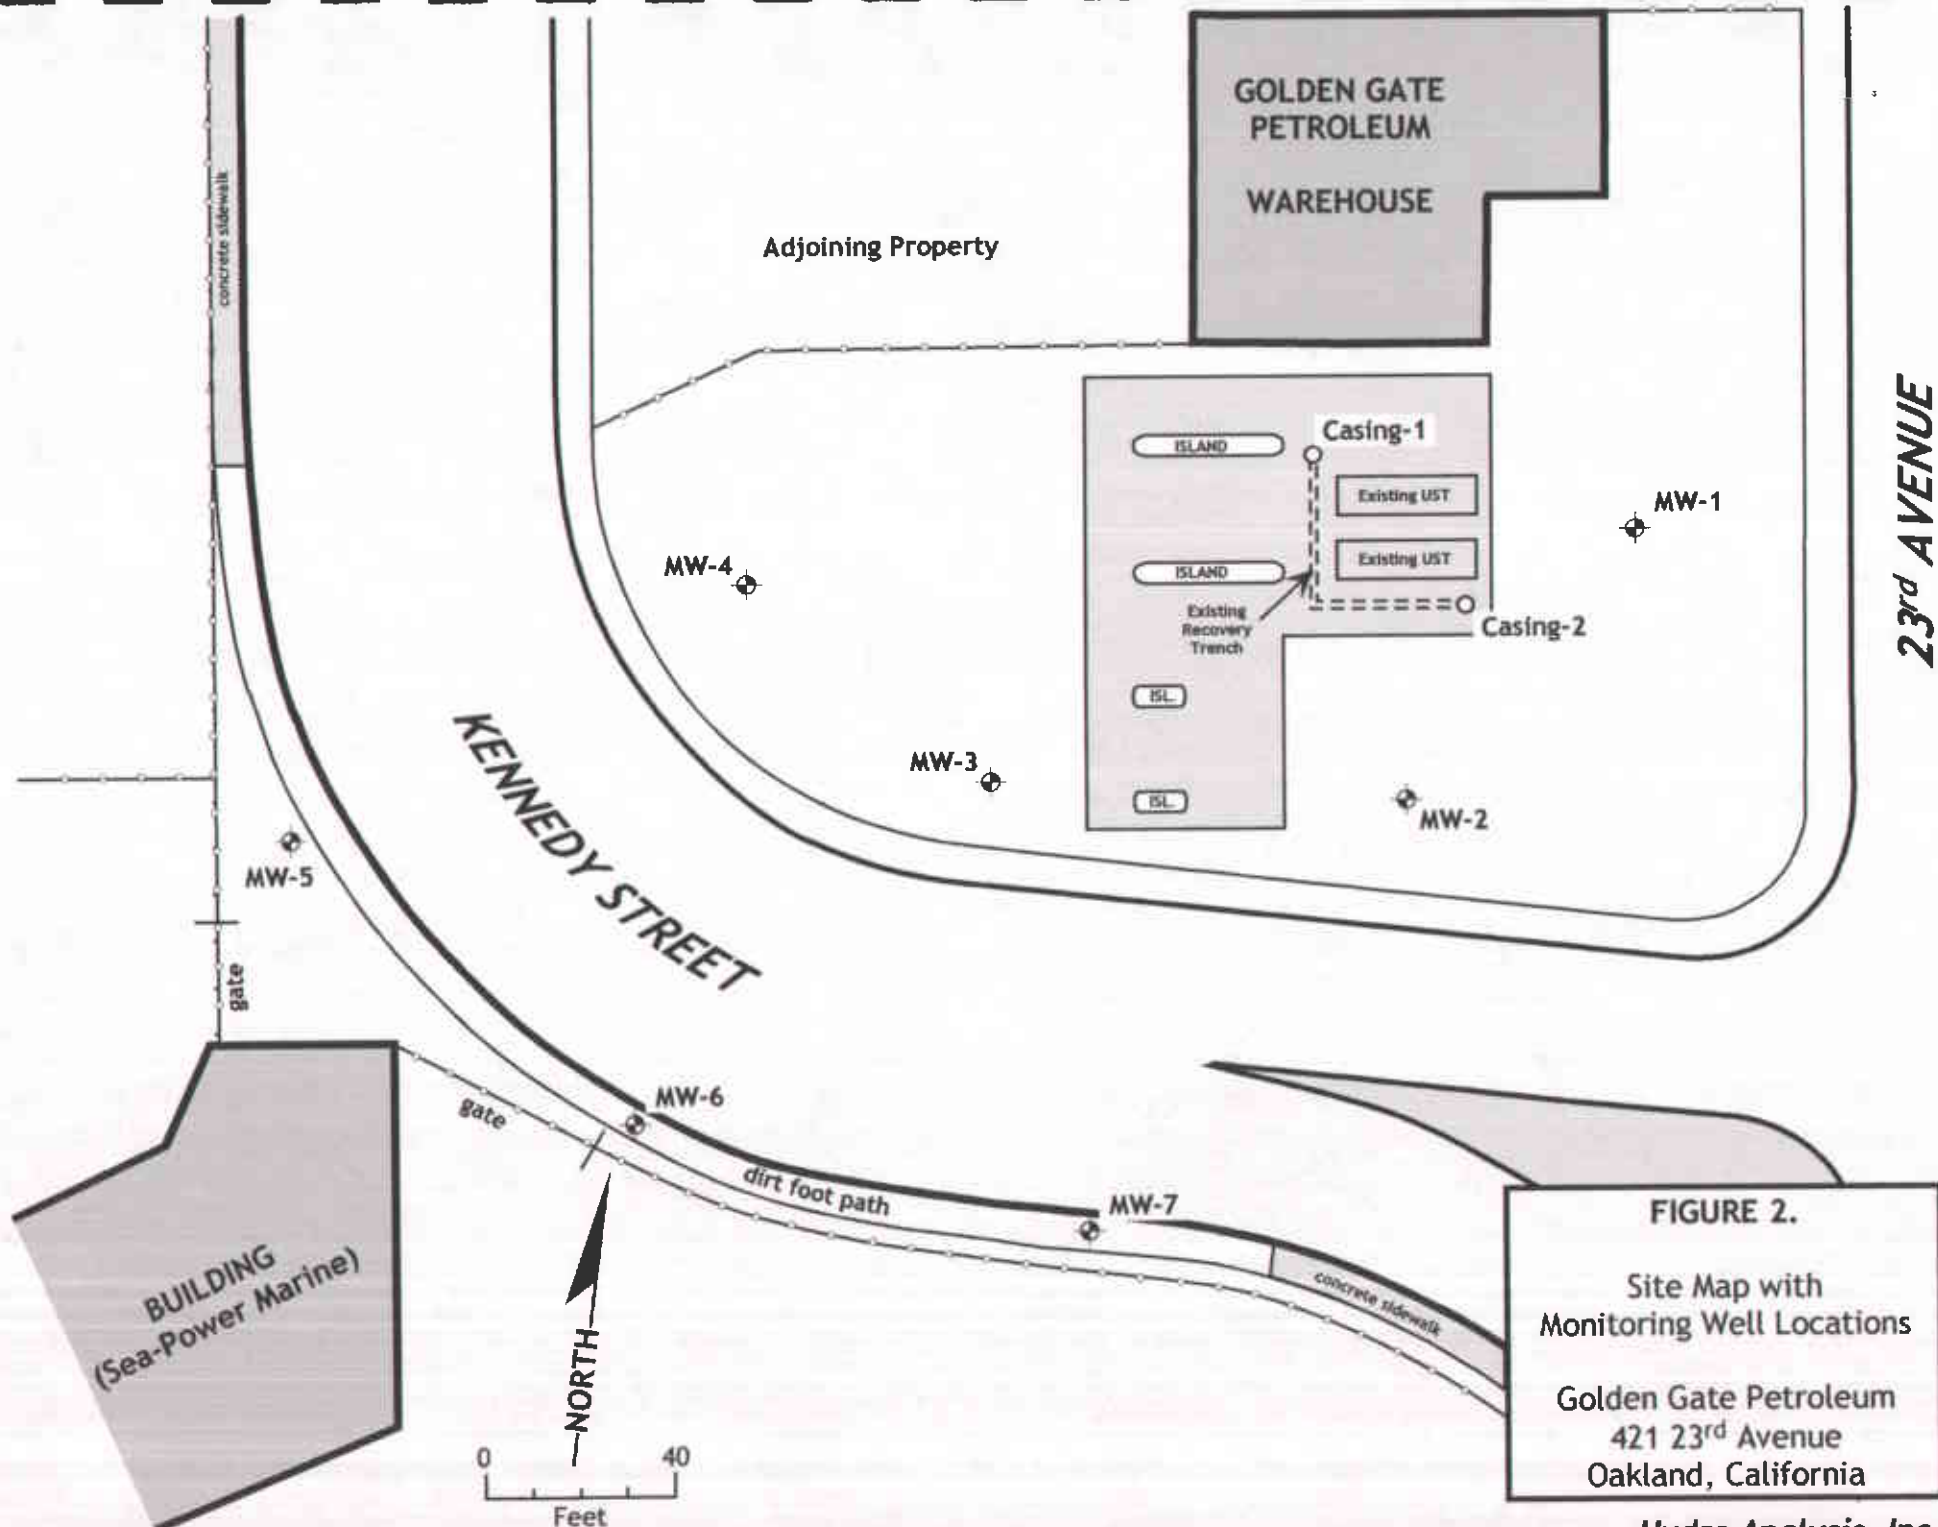 GOLDEN GATE
PETROLEUM
WAREHOUSE
concrete sidewalk
Adjoining Property
23rd AVENUE
ISLAND
Casing-1
Existing UST
MW-1
Existing UST
ISLAND
MW-4
Existing
Recovery
Trench
Casing-2
ISL.
ISL.
MW-3
MW-2
KENNEDY STREET
MW-5
gate
gate
MW-6
dirt foot path
MW-7
concrete sidewalk
BUILDING
(Sea-Power Marine)
NORTH
0 40
Feet
FIGURE 2.
Site Map with
Monitoring Well Locations
Golden Gate Petroleum
421 23rd Avenue
Oakland, California